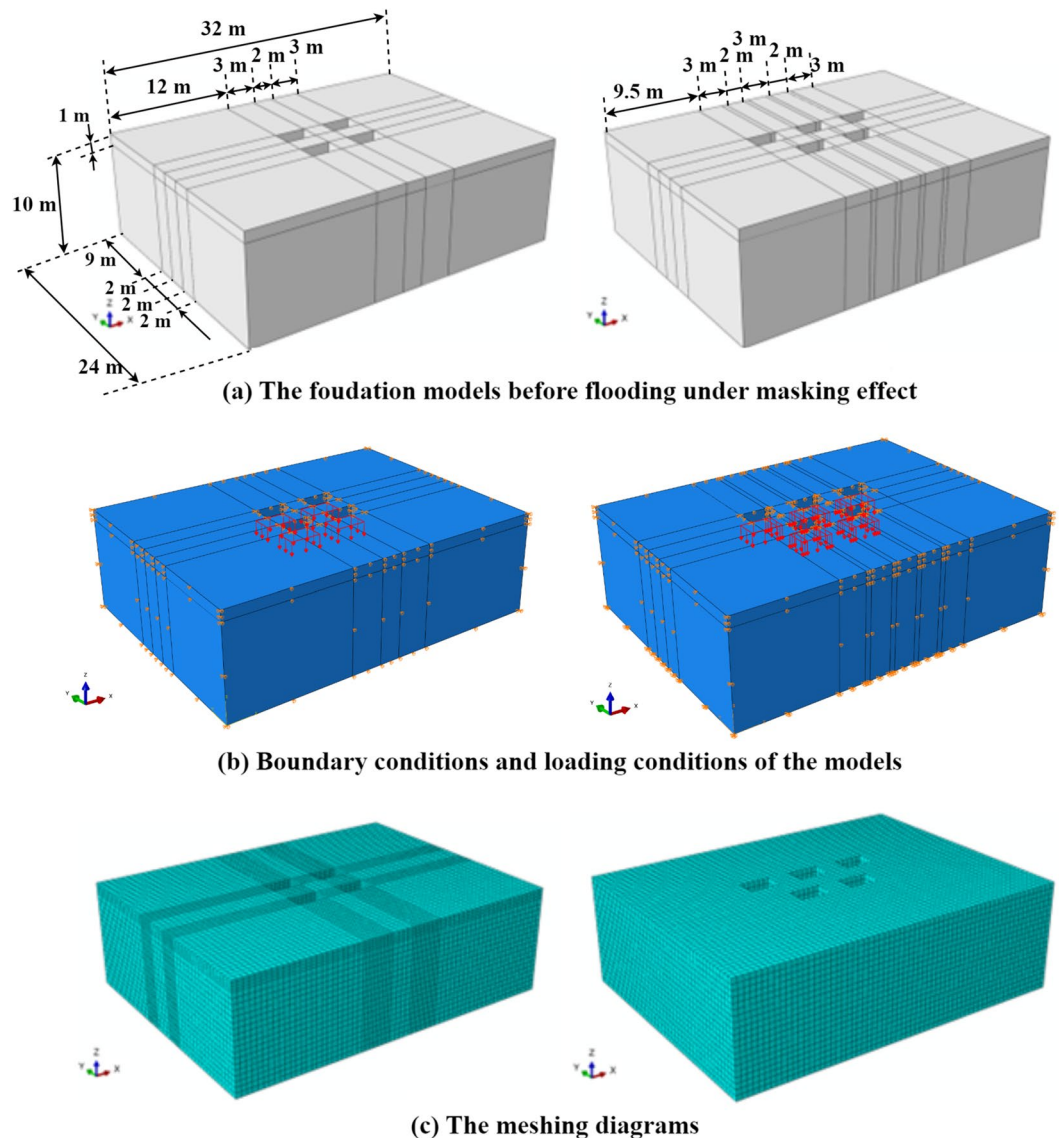 32 m
3 m
2 m
3 m
12 m
1 m
10 m
9 m
2 m
2 m
2 m
24 m
Z
Y
X
3 m
3 m
2 m
2 m
3 m
9.5 m
Z
Y
X
(a) The foudation models before flooding under masking effect
Z
Y
X
Z
Y
X
(b) Boundary conditions and loading conditions of the models
Z
Y
X
Z
Y
X
(c) The meshing diagrams